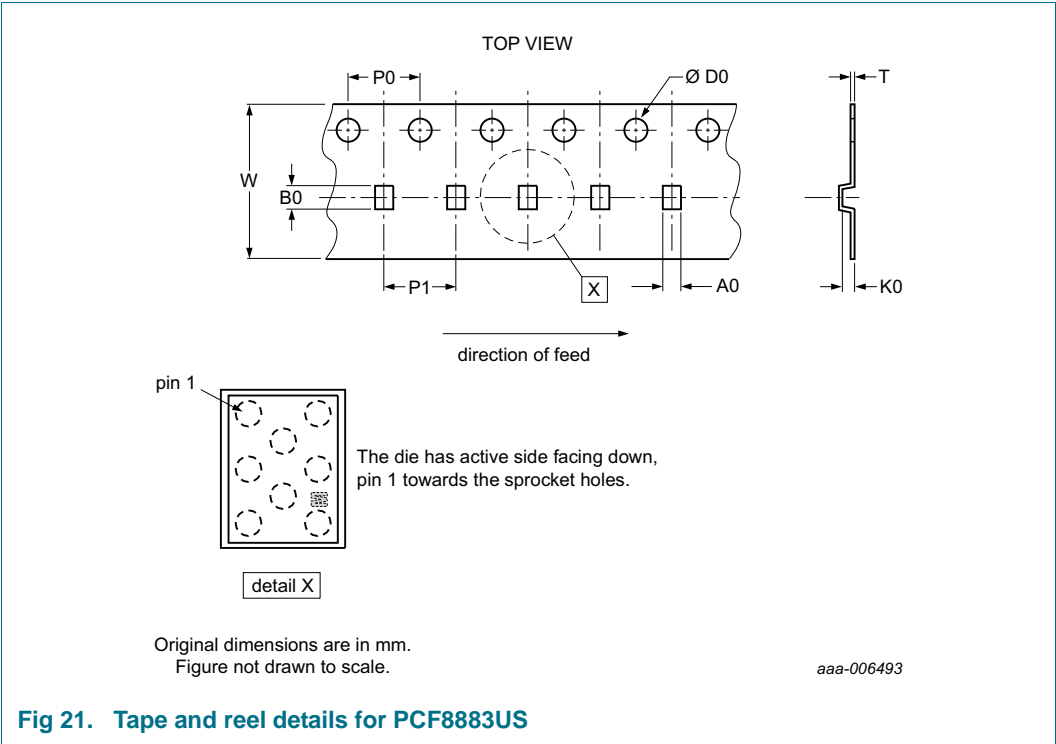 TOP VIEW
P0
Ø D0
T
W
B0
P1
X
A0
K0
direction of feed
pin 1
The die has active side facing down,
pin 1 towards the sprocket holes.
detail X
Original dimensions are in mm.
Figure not drawn to scale.
aaa-006493
Fig 21. Tape and reel details for PCF8883US